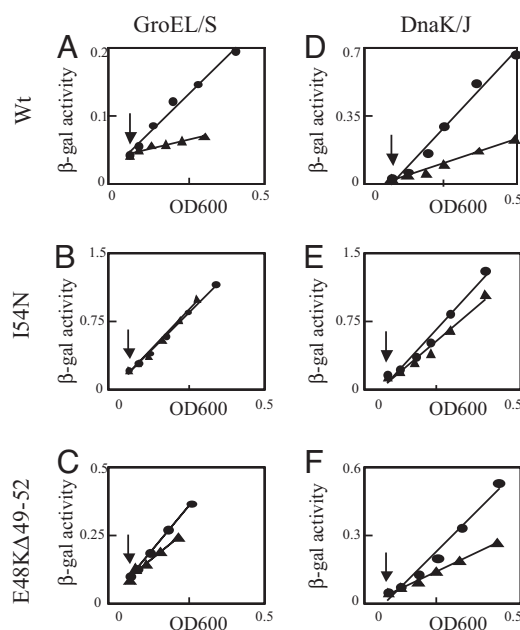 GroEL/S DnaK/J
Wt
A
0.2
0.1
0
β-gal activity
0 OD600 0.5
D
0.7
0.35
0
β-gal activity
0 OD600 0.5
I54N
B
1.5
0.75
0
β-gal activity
0 OD600 0.5
E
1.5
0.75
0
β-gal activity
0 OD600 0.5
E48KΔ49-52
C
0.5
0.25
0
β-gal activity
0 OD600 0.5
F
0.6
0.3
0
β-gal activity
0 OD600 0.5